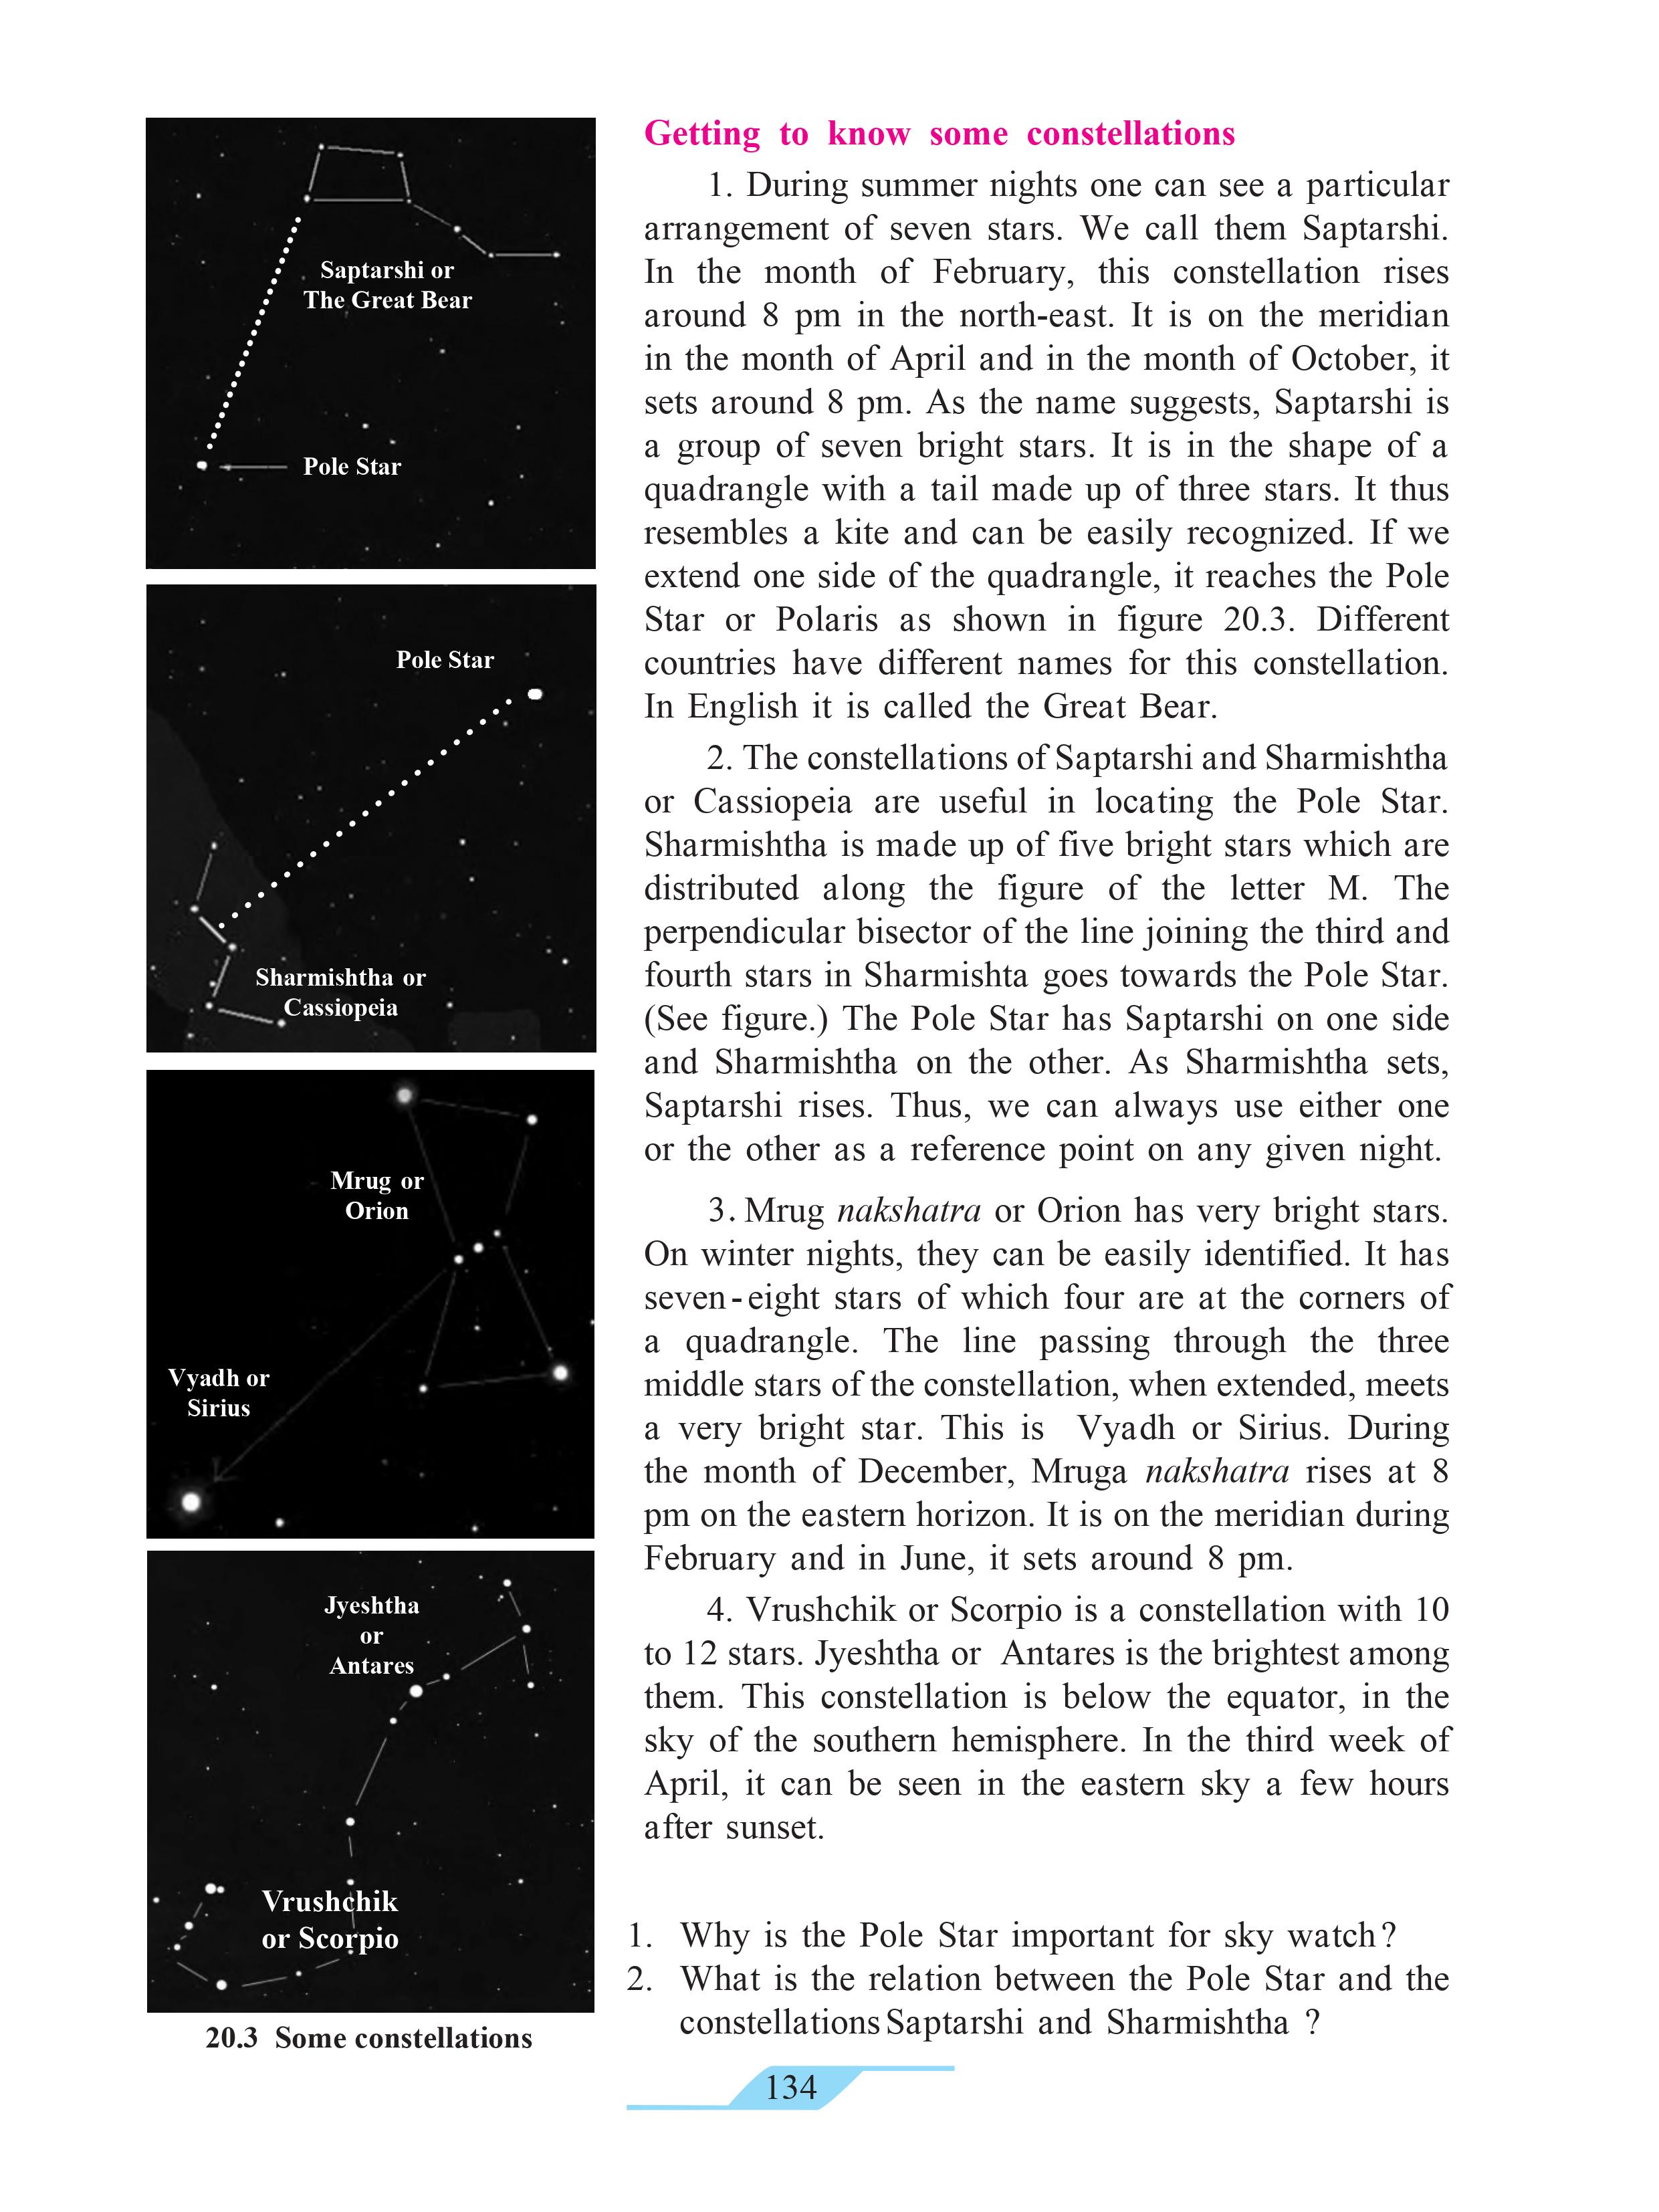 Saptarshi or
The Great Bear
Pole Star
Pole Star
Sharmishtha or
Cassiopeia
Mrug or
Orion
Vyadh or
Sirius
Jyeshtha
or
Antares
Vrushchik
or Scorpio
20.3 Some constellations
Getting to know some constellations
1. During summer nights one can see a particular
arrangement of seven stars. We call them Saptarshi.
In the month of February, this constellation rises
around 8 pm in the north-east. It is on the meridian
in the month of April and in the month of October, it
sets around 8 pm. As the name suggests, Saptarshi is
a group of seven bright stars. It is in the shape of a
quadrangle with a tail made up of three stars. It thus
resembles a kite and can be easily recognized. If we
extend one side of the quadrangle, it reaches the Pole
Star or Polaris as shown in figure 20.3. Different
countries have different names for this constellation.
In English it is called the Great Bear.
2. The constellations of Saptarshi and Sharmishtha
or Cassiopeia are useful in locating the Pole Star.
Sharmishtha is made up of five bright stars which are
distributed along the figure of the letter M. The
perpendicular bisector of the line joining the third and
fourth stars in Sharmishta goes towards the Pole Star.
(See figure.) The Pole Star has Saptarshi on one side
and Sharmishtha on the other. As Sharmishtha sets,
Saptarshi rises. Thus, we can always use either one
or the other as a reference point on any given night.
3. Mrug nakshatra or Orion has very bright stars.
On winter nights, they can be easily identified. It has
seven-eight stars of which four are at the corners of
a quadrangle. The line passing through the three
middle stars of the constellation, when extended, meets
a very bright star. This is Vyadh or Sirius. During
the month of December, Mruga nakshatra rises at 8
pm on the eastern horizon. It is on the meridian during
February and in June, it sets around 8 pm.
4. Vrushchik or Scorpio is a constellation with 10
to 12 stars. Jyeshtha or Antares is the brightest among
them. This constellation is below the equator, in the
sky of the southern hemisphere. In the third week of
April, it can be seen in the eastern sky a few hours
after sunset.
1. Why is the Pole Star important for sky watch?
2. What is the relation between the Pole Star and the
constellations Saptarshi and Sharmishtha ?
134